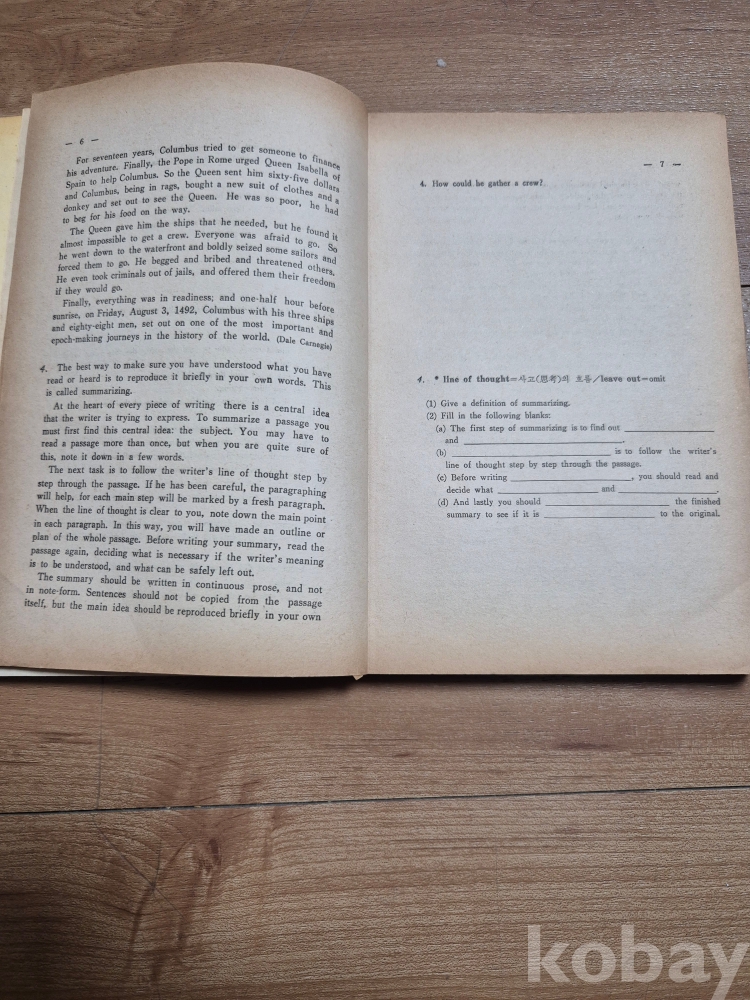 — 6 —
For seventeen years, Columbus tried to get someone to finance
his adventure. Finally, the Pope in Rome urged Queen Isabella of
Spain to help Columbus. So the Queen sent him sixty-five dollars
and Columbus, being in rags, bought a new suit of clothes and a
donkey and set out to see the Queen. He was so poor, he had
to beg for his food on the way.
The Queen gave him the ships that he needed, but he found it
almost impossible to get a crew. Everyone was afraid to go. So
he went down to the waterfront and boldly seized some sailors and
forced them to go. He begged and bribed and threatened others.
He even took criminals out of jails, and offered them their freedom
if they would go.
Finally, everything was in readiness; and one-half hour before
sunrise, on Friday, August 3, 1492, Columbus with his three ships
and eighty-eight men, set out on one of the most important and
epoch-making journeys in the history of the world. (Dale Carnegie)
4. The best way to make sure you have understood what you have
read or heard is to reproduce it briefly in your own words. This
is called summarizing.
At the heart of every piece of writing there is a central idea
that the writer is trying to express. To summarize a passage you
must first find this central idea: the subject. You may have to
read a passage more than once, but when you are quite sure of
this, note it down in a few words.
The next task is to follow the writer's line of thought step by
step through the passage. If he has been careful, the paragraphing
will help, for each main step will be marked by a fresh paragraph.
When the line of thought is clear to you, note down the main point
in each paragraph. In this way, you will have made an outline or
plan of the whole passage. Before writing your summary, read the
passage again, deciding what is necessary if the writer's meaning
is to be understood, and what can be safely left out.
The summary should be written in continuous prose, and not
in note-form. Sentences should not be copied from the passage
itself, but the main idea should be reproduced briefly in your own
— 7 —
4. How could he gather a crew?
4. * line of thought=사고(思考)의 흐름/leave out=omit
(1) Give a definition of summarizing.
(2) Fill in the following blanks:
(a) The first step of summarizing is to find out ____________
and ____________.
(b) ____________ is to follow the writer's
line of thought step by step through the passage.
(c) Before writing ____________, you should read and
decide what ____________ and ____________.
(d) And lastly you should ____________ the finished
summary to see if it is ____________ to the original.
kobay